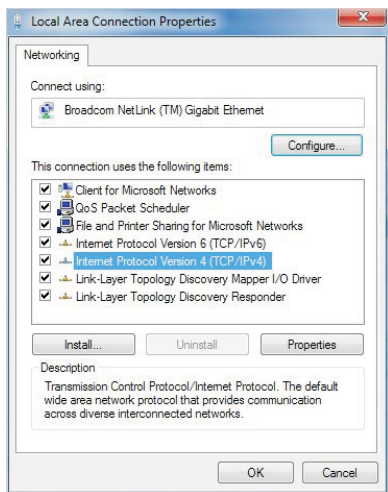 Local Area Connection Properties
Networking
Connect using:
Broadcom NetLink (TM) Gigabit Ethernet
Configure...
This connection uses the following items:
Client for Microsoft Networks
QoS Packet Scheduler
File and Printer Sharing for Microsoft Networks
Internet Protocol Version 6 (TCP/IPv6)
Internet Protocol Version 4 (TCP/IPv4)
Link-Layer Topology Discovery Mapper I/O Driver
Link-Layer Topology Discovery Responder
Install... Uninstall Properties
Description
Transmission Control Protocol/Internet Protocol. The default
wide area network protocol that provides communication
across diverse interconnected networks.
OK Cancel